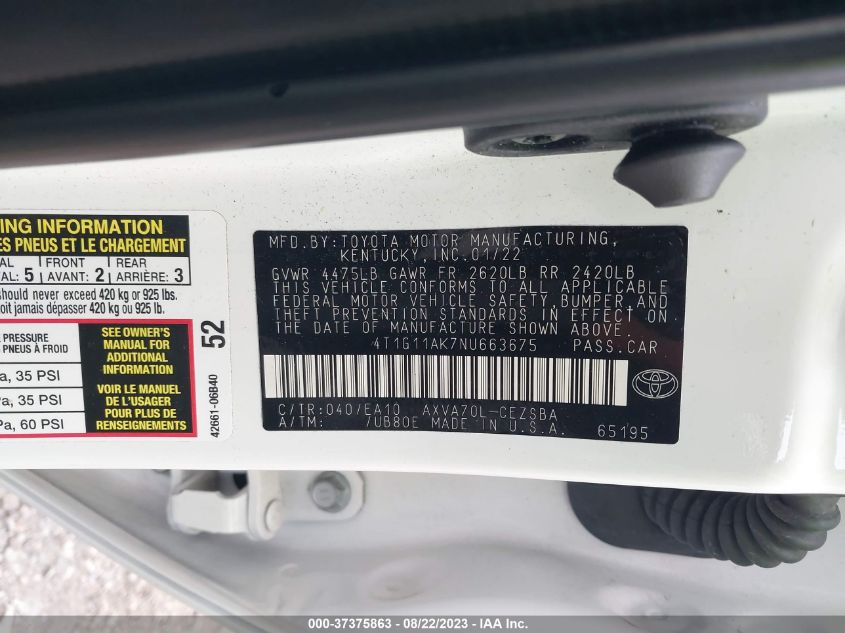 ING INFORMATION
ES PNEUS ET LE CHARGEMENT
AL FRONT REAR
AL: 5 AVANT: 2 ARRIÈRE: 3
should never exceed 420 kg or 925 lbs.
oit jamais dépasser 420 kg ou 925 lb.
PRESSURE
PNEUS À FROID
a, 35 PSI
a, 35 PSI
Pa, 60 PSI
SEE OWNER'S
MANUAL FOR
ADDITIONAL
INFORMATION
VOIR LE MANUEL
DE L'USAGER
POUR PLUS DE
RENSEIGNEMENTS
52
42661-06B40
MFD. BY: TOYOTA MOTOR MANUFACTURING,
KENTUCKY, INC. 01/22
GVWR 4475LB GAWR FR 2620LB RR 2420LB
THIS VEHICLE CONFORMS TO ALL APPLICABLE
FEDERAL MOTOR VEHICLE SAFETY, BUMPER, AND
THEFT PREVENTION STANDARDS IN EFFECT ON
THE DATE OF MANUFACTURE SHOWN ABOVE.
4T1G11AK7NU663675 PASS. CAR
C/TR: 040/EA10 AXVA70L-CEZSBA
A/TM: /UB80E MADE IN U.S.A. 65195
000-37375863 - 08/22/2023 - Copyright IAA, Inc.